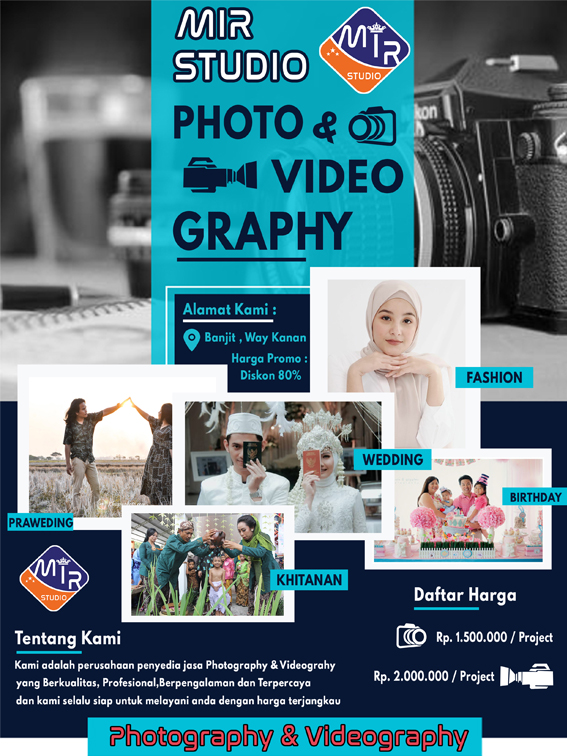 MIR
STUDIO
MIR
STUDIO
PHOTO &
VIDEO
GRAPHY
Nikon
Alamat Kami :
Banjit , Way Kanan
Harga Promo :
Diskon 80%
FASHION
WEDDING
BIRTHDAY
PRAWEDING
KHITANAN
MIR
STUDIO
Daftar Harga
Rp. 1.500.000 / Project
Rp. 2.000.000 / Project
Tentang Kami
Kami adalah perusahaan penyedia jasa Photography & Videograhy
yang Berkualitas, Profesional,Berpengalaman dan Terpercaya
dan kami selalu siap untuk melayani anda dengan harga terjangkau
Photography & Videography